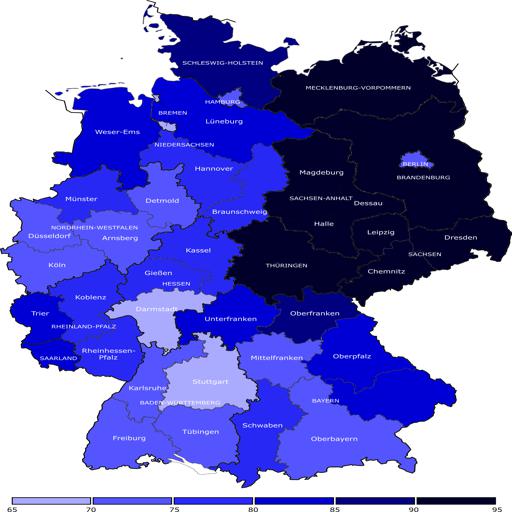 SCHLESWIG-HOLSTEIN
MECKLENBURG-VORPOMMERN
HAMBURG
BREMEN
Lüneburg
Weser-Ems
NIEDERSACHSEN
BERLIN
Hannover
Magdeburg
BRANDENBURG
Münster
Detmold
SACHSEN-ANHALT
Dessau
Braunschweig
Halle
NORDRHEIN-WESTFALEN
Düsseldorf
Arnsberg
Leipzig
Dresden
Kassel
SACHSEN
Köln
THÜRINGEN
Gießen
Chemnitz
HESSEN
Koblenz
Darmstadt
Trier
Unterfranken
Oberfranken
RHEINLAND-PFALZ
Rheinhessen-
Pfalz
SAARLAND
Mittelfranken
Oberpfalz
Stuttgart
Karlsruhe
BADEN-WÜRTTEMBERG
BAYERN
Schwaben
Tübingen
Freiburg
Oberbayern
65 70 75 80 85 90 95